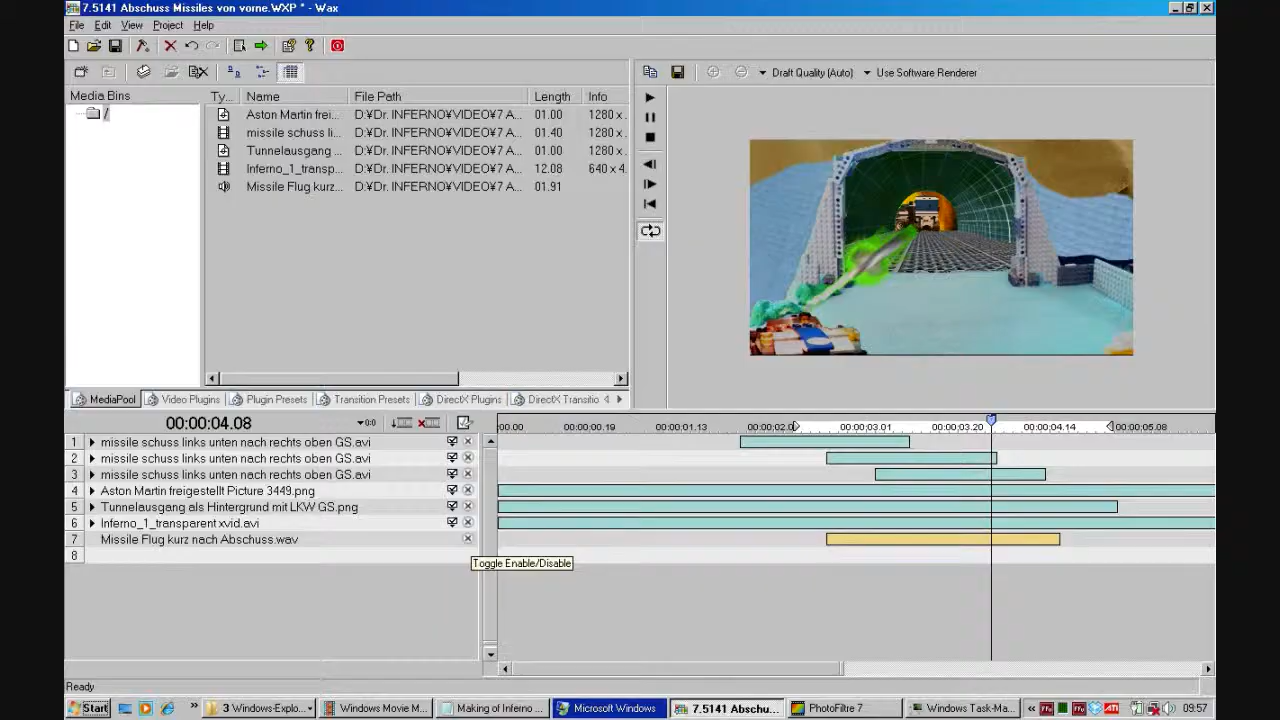 7.5141 Abschuss Missiles von vorne.WXP * - Wax
File Edit View Project Help
Draft Quality (Auto) Use Software Renderer
Media Bins Ty... Name File Path Length Info
/ Aston Martin frei... D:¥Dr. INFERNO¥VIDEO¥7 A... 01.00 1280 x
missile schuss li... D:¥Dr. INFERNO¥VIDEO¥7 A... 01.40 1280 x
Tunnelausgang ... D:¥Dr. INFERNO¥VIDEO¥7 A... 01.00 1280 x
Inferno_1_transp... D:¥Dr. INFERNO¥VIDEO¥7 A... 12.08 640 x 4
Missile Flug kurz... D:¥Dr. INFERNO¥VIDEO¥7 A... 01.91
MediaPool Video Plugins Plugin Presets Transition Presets DirectX Plugins DirectX Transitio
00:00:04.08 00.00 00:00:00.19 00:00:01.13 00:00:02.0 00:00:03.01 00:00:03.20 00:00:04.14 00:00:05.08
1 missile schuss links unten nach rechts oben GS.avi
2 missile schuss links unten nach rechts oben GS.avi
3 missile schuss links unten nach rechts oben GS.avi
4 Aston Martin freigestellt Picture 3449.png
5 Tunnelausgang als Hintergrund mit LKW GS.png
6 Inferno_1_transparent xvid.avi
7 Missile Flug kurz nach Abschuss.wav
8
Toggle Enable/Disable
Ready
Start 3 Windows-Explo... Windows Movie M... Making of Inferno ... Microsoft Windows 7.5141 Abschu... PhotoFiltre 7 Windows Task-Ma... 09:57